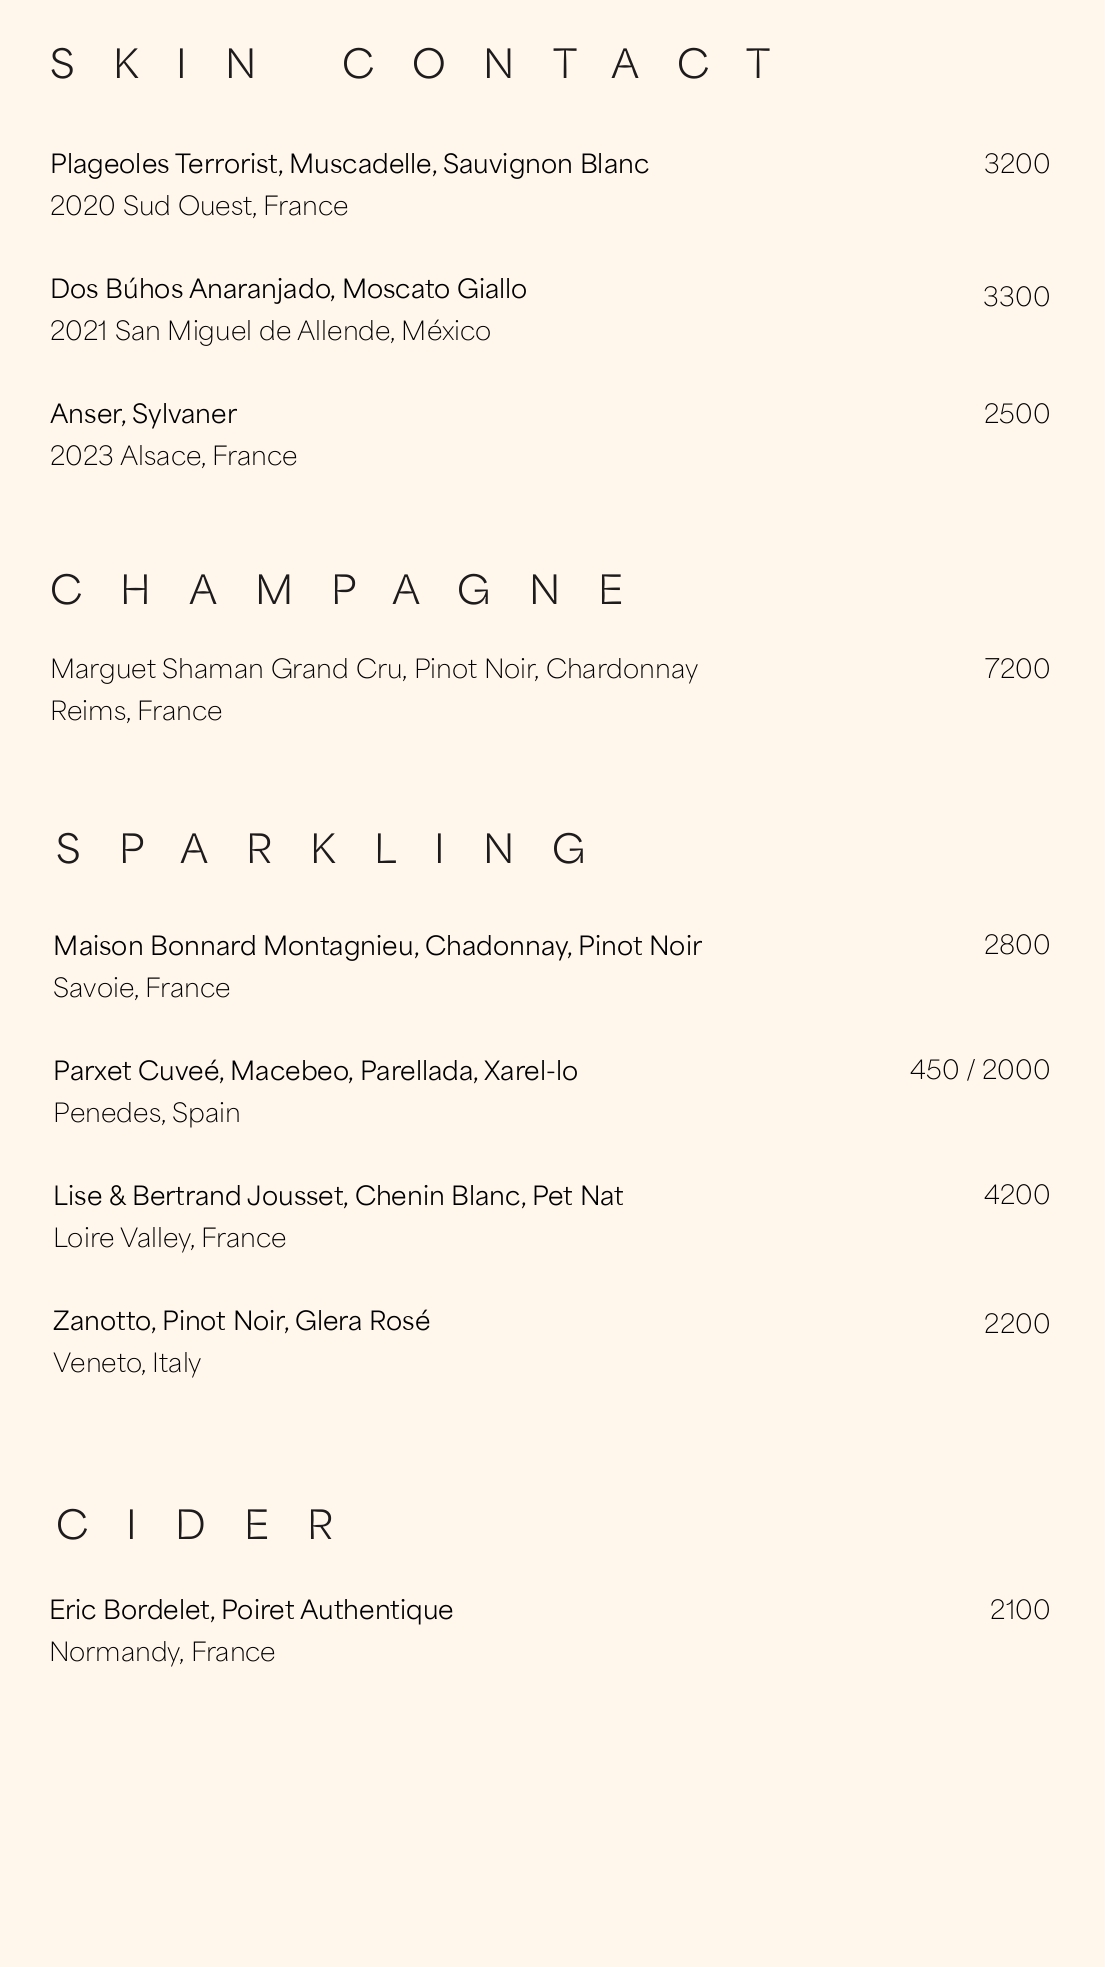 SKIN CONTACT
Plageoles Terrorist, Muscadelle, Sauvignon Blanc 3200
2020 Sud Ouest, France
Dos Búhos Anaranjado, Moscato Giallo 3300
2021 San Miguel de Allende, México
Anser, Sylvaner 2500
2023 Alsace, France
CHAMPAGNE
Marguet Shaman Grand Cru, Pinot Noir, Chardonnay 7200
Reims, France
SPARKLING
Maison Bonnard Montagnieu, Chadonnay, Pinot Noir 2800
Savoie, France
Parxet Cuveé, Macebeo, Parellada, Xarel-lo 450 / 2000
Penedes, Spain
Lise & Bertrand Jousset, Chenin Blanc, Pet Nat 4200
Loire Valley, France
Zanotto, Pinot Noir, Glera Rosé 2200
Veneto, Italy
CIDER
Eric Bordelet, Poiret Authentique 2100
Normandy, France